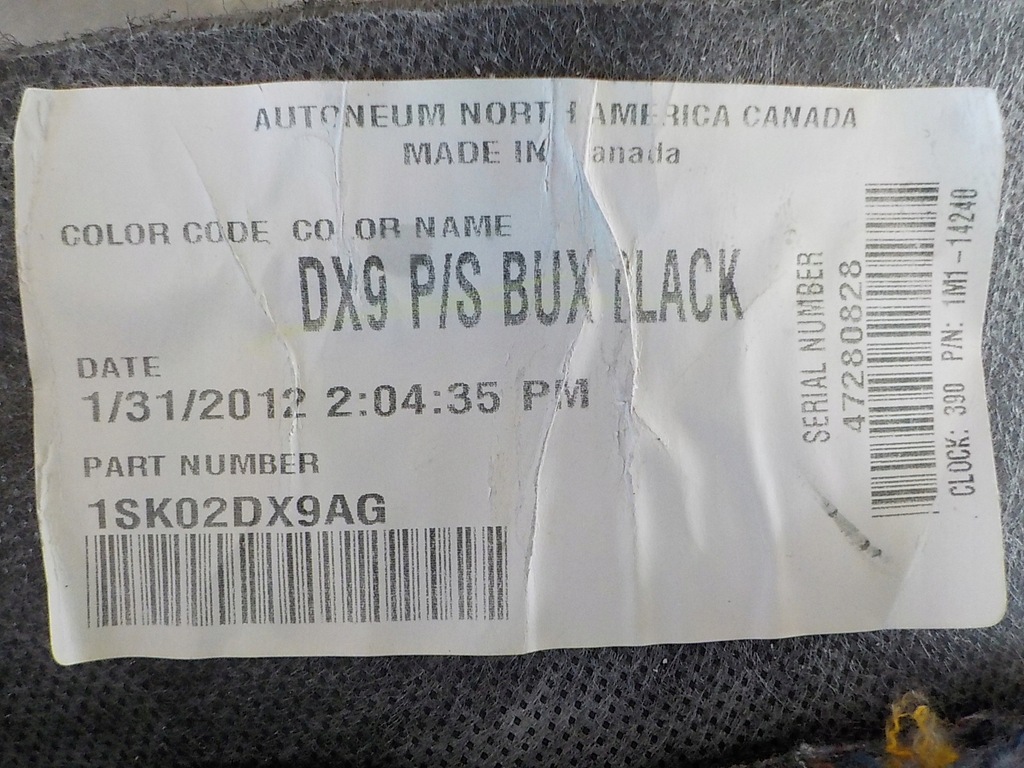 AUTONEUM NORTH AMERICA CANADA
MADE IN Canada
COLOR CODE COLOR NAME
DX9 P/S BUX BLACK
DATE
1/31/2012 2:04:35 PM
PART NUMBER
1SK02DX9AG
SERIAL NUMBER
47280828
CLOCK: 390 P/N: 1M1-14240